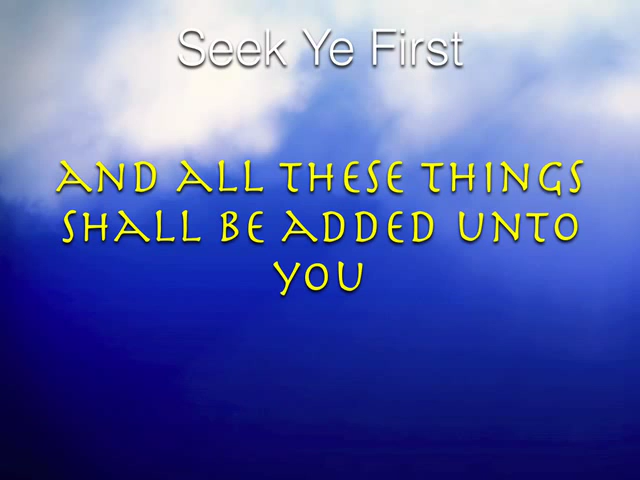 Seek Ye First
AND ALL THESE THINGS
SHALL BE ADDED UNTO
YOU